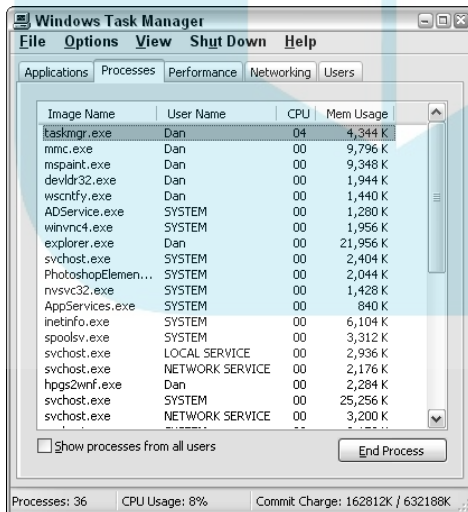 Windows Task Manager
File Options View Shut Down Help
Applications Processes Performance Networking Users
Image Name User Name CPU Mem Usage
taskmgr.exe Dan 04 4,344 K
mmc.exe Dan 00 9,796 K
mspaint.exe Dan 00 9,348 K
devldr32.exe Dan 00 1,944 K
wscntfy.exe Dan 00 1,440 K
ADService.exe SYSTEM 00 1,280 K
winvnc4.exe SYSTEM 00 1,956 K
explorer.exe Dan 00 21,956 K
svchost.exe SYSTEM 00 2,404 K
PhotoshopElemen... SYSTEM 00 2,044 K
nvsvc32.exe SYSTEM 00 1,428 K
AppServices.exe SYSTEM 00 840 K
inetinfo.exe SYSTEM 00 6,104 K
spoolsv.exe SYSTEM 00 3,312 K
svchost.exe LOCAL SERVICE 00 2,936 K
svchost.exe NETWORK SERVICE 00 2,176 K
hpgs2wnf.exe Dan 00 2,284 K
svchost.exe SYSTEM 00 25,256 K
svchost.exe NETWORK SERVICE 00 3,200 K
Show processes from all users
End Process
Processes: 36 CPU Usage: 8% Commit Charge: 162812K / 632188K